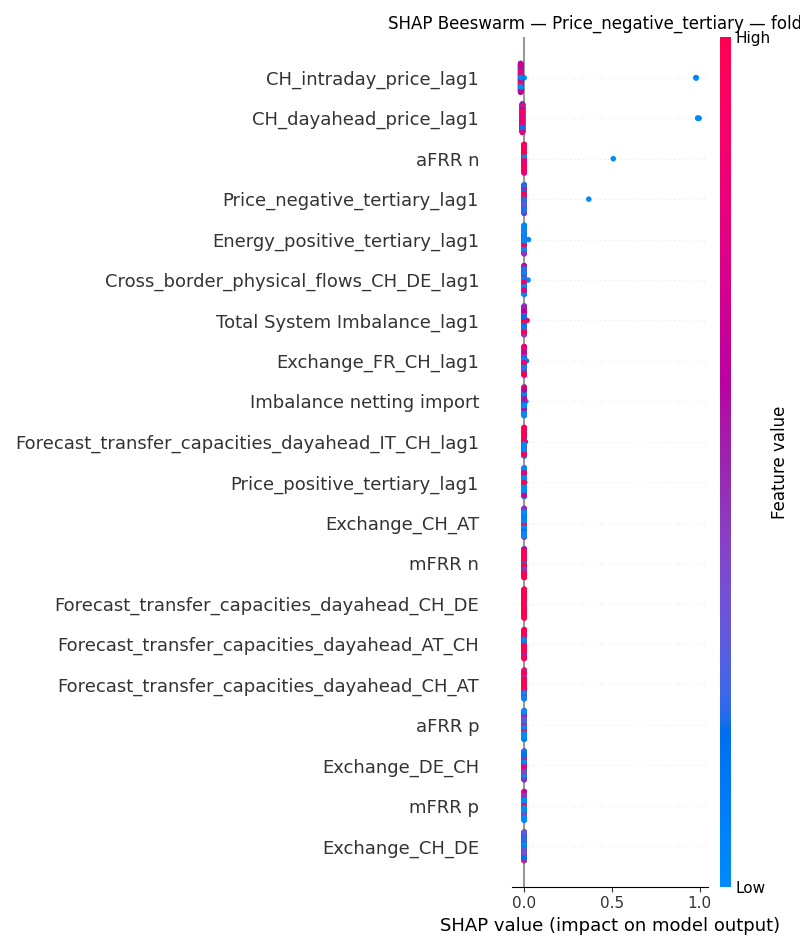 SHAP Beeswarm — Price_negative_tertiary — fold
High
CH_intraday_price_lag1
CH_dayahead_price_lag1
aFRR n
Price_negative_tertiary_lag1
Energy_positive_tertiary_lag1
Cross_border_physical_flows_CH_DE_lag1
Total System Imbalance_lag1
Exchange_FR_CH_lag1
Imbalance netting import
Forecast_transfer_capacities_dayahead_IT_CH_lag1
Price_positive_tertiary_lag1
Exchange_CH_AT
mFRR n
Forecast_transfer_capacities_dayahead_CH_DE
Forecast_transfer_capacities_dayahead_AT_CH
Forecast_transfer_capacities_dayahead_CH_AT
aFRR p
Exchange_DE_CH
mFRR p
Exchange_CH_DE
Feature value
Low
0.0 0.5 1.0
SHAP value (impact on model output)